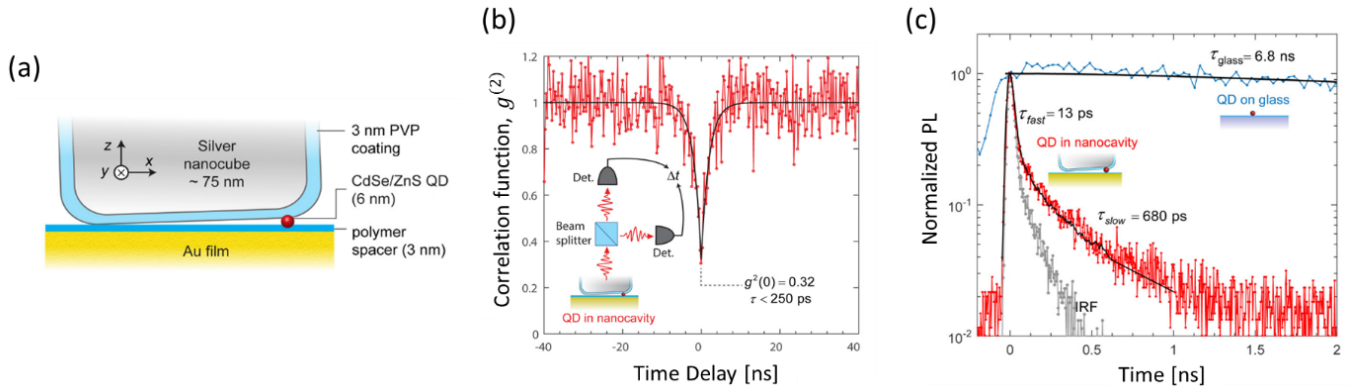 (a)
3 nm PVP
coating
Silver
nanocube
~ 75 nm
z
y
x
CdSe/ZnS QD
(6 nm)
polymer
spacer (3 nm)
Au film
(b)
Correlation function, g(2)
1.2
1
0.8
0.6
0.4
0.2
0
-40
-20
0
20
40
Time Delay [ns]
Det.
Δt
Beam
splitter
Det.
g²(0) = 0.32
τ < 250 ps
QD in nanocavity
(c)
Normalized PL
10⁰
10⁻¹
10⁻²
0
0.5
1
1.5
2
Time [ns]
τglass = 6.8 ns
QD on glass
τfast = 13 ps
QD in nanocavity
τslow = 680 ps
IRF